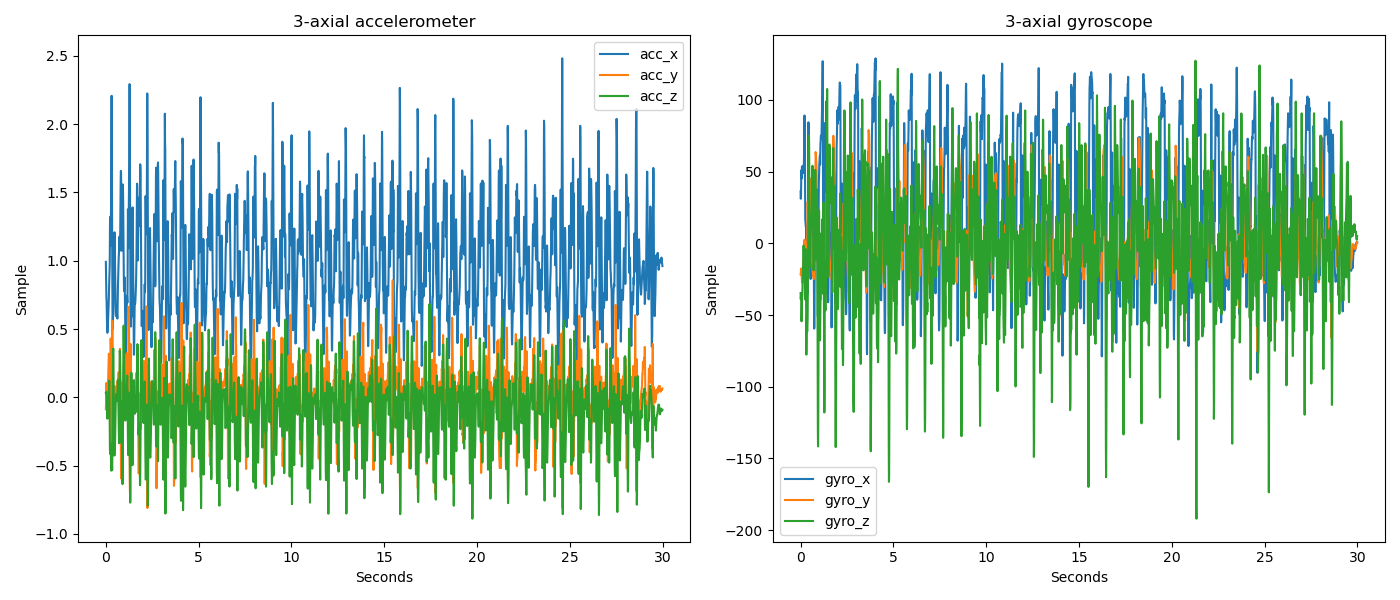 3-axial accelerometer
2.5
2.0
1.5
1.0
0.5
0.0
−0.5
−1.0
Sample
acc_x
acc_y
acc_z
0
5
10
15
20
25
30
Seconds
3-axial gyroscope
100
50
0
−50
−100
−150
−200
Sample
gyro_x
gyro_y
gyro_z
0
5
10
15
20
25
30
Seconds